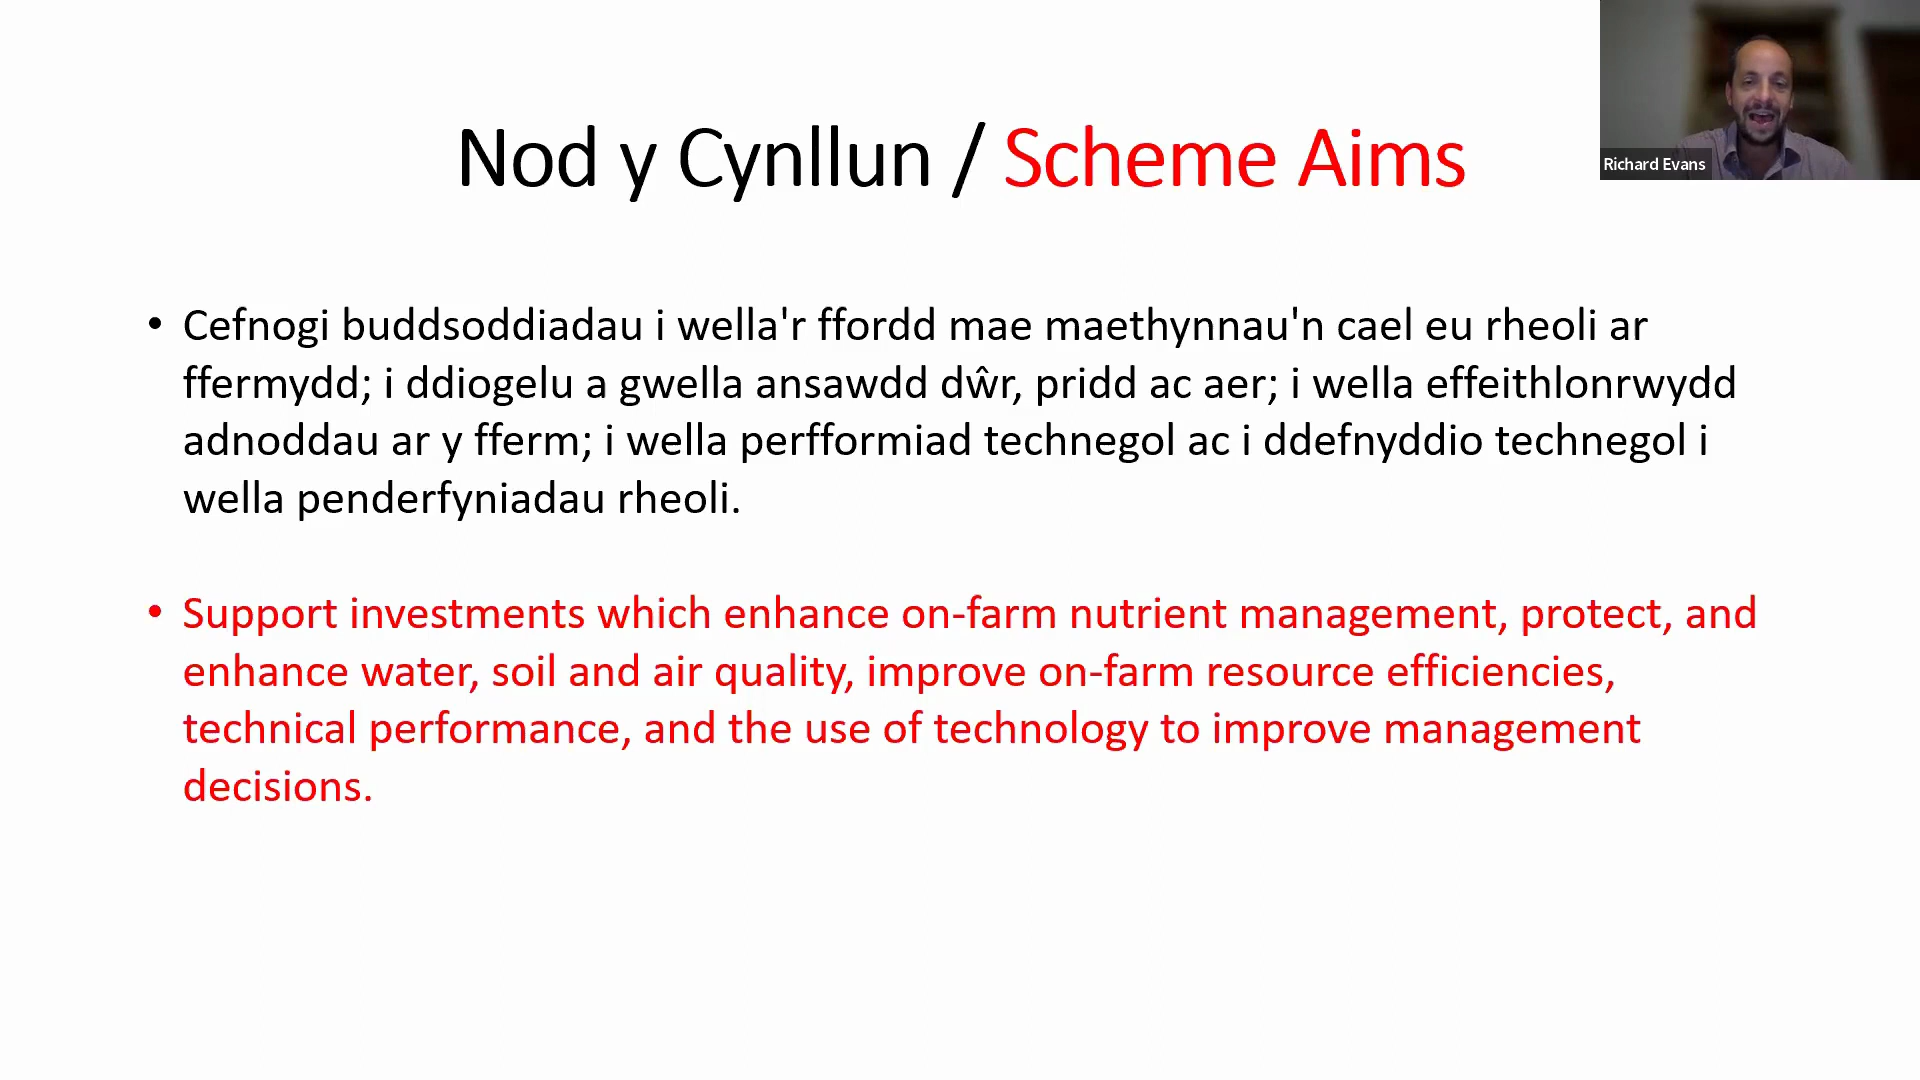 Nod y Cynllun / Scheme Aims
Richard Evans
• Cefnogi buddsoddiadau i wella'r ffordd mae maethynnau'n cael eu rheoli ar
ffermydd; i ddiogelu a gwella ansawdd dŵr, pridd ac aer; i wella effeithlonrwydd
adnoddau ar y fferm; i wella perfformiad technegol ac i ddefnyddio technegol i
wella penderfyniadau rheoli.
• Support investments which enhance on-farm nutrient management, protect, and
enhance water, soil and air quality, improve on-farm resource efficiencies,
technical performance, and the use of technology to improve management
decisions.